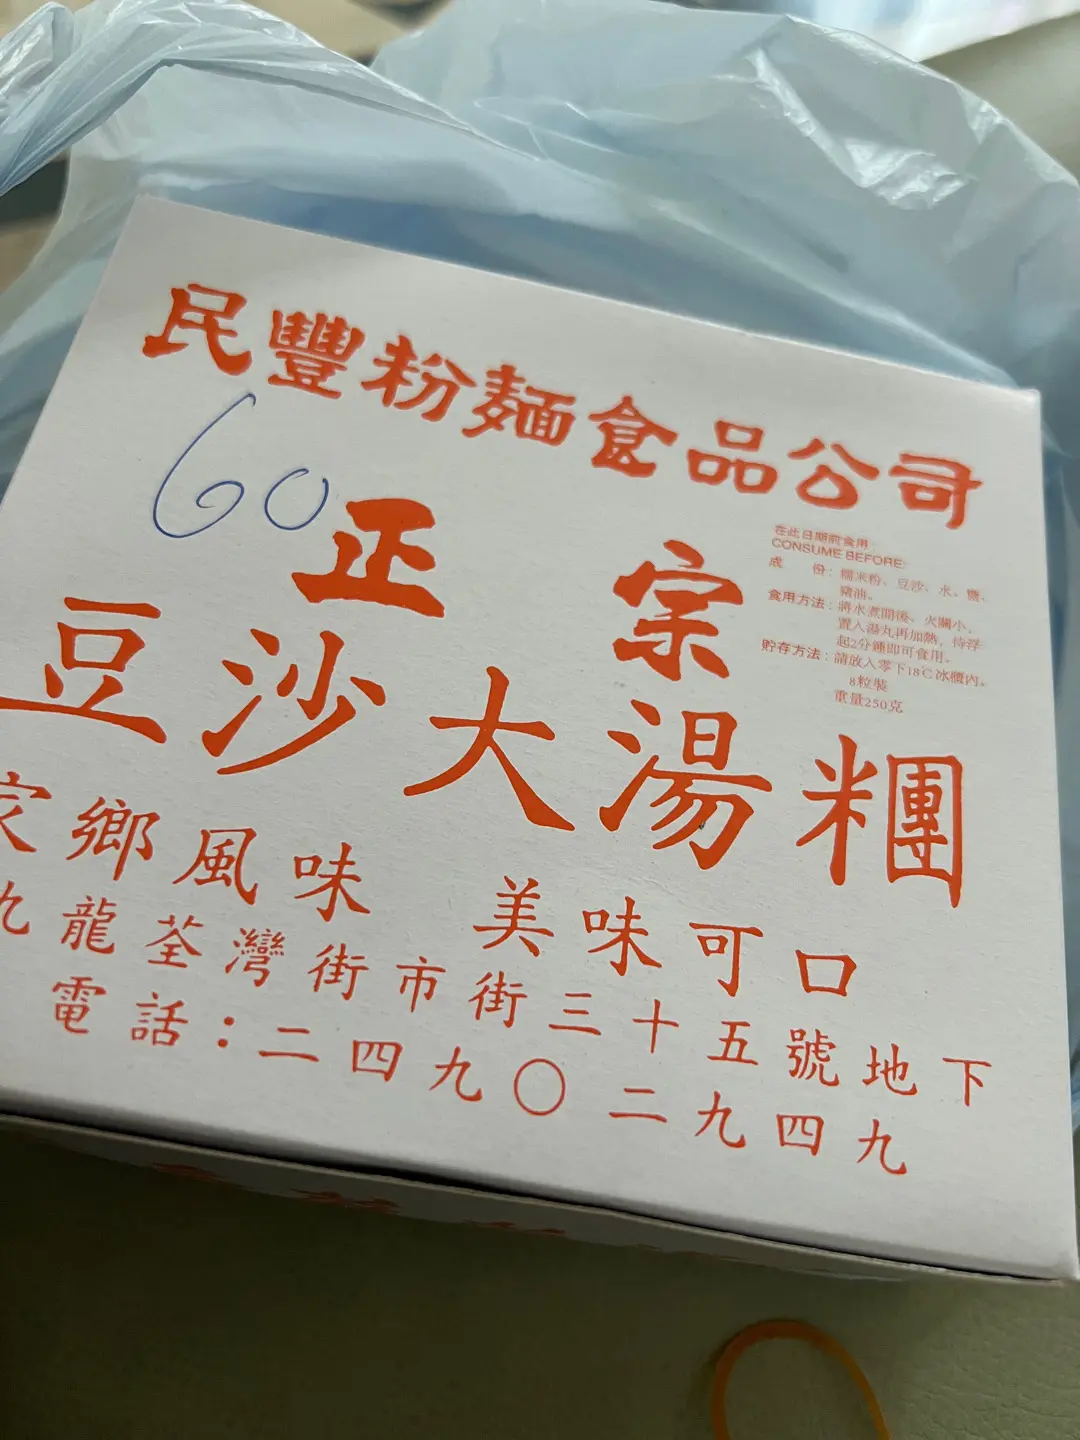 民豐粉麵食品公司
60
正宗
豆沙大湯糰
在此日期前食用:
CONSUME BEFORE:
成 份：糯米粉、豆沙、水、鹽、
豬油。
食用方法：將水煮開後、火關小,
置入湯丸再加熱，待浮
起2分鍾即可食用。
貯存方法：請放入零下18℃冰櫃內。
8粒裝
重量250克
家鄉風味 美味可口
九龍荃灣街市街三十五號地下
電話：二四九〇二九四九